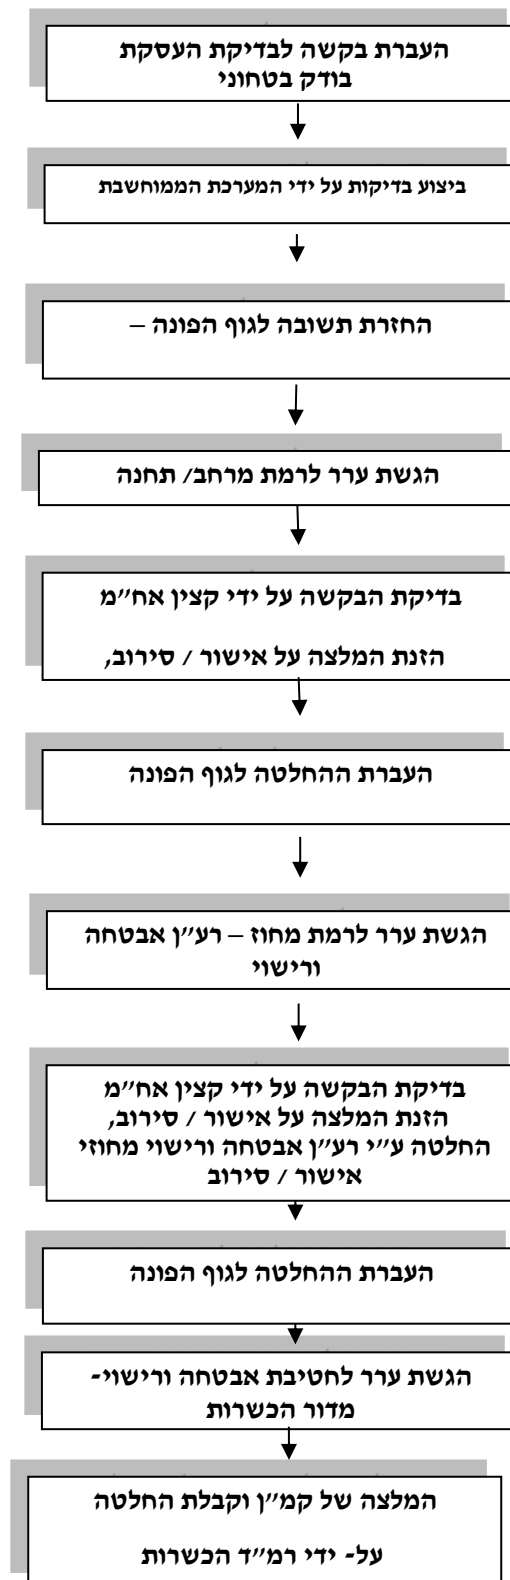 העברת בקשה לבדיקת העסקת
בודק בטחוני
ביצוע בדיקות על ידי המערכת הממוחשבת
החזרת תשובה לגוף הפונה –
הגשת ערר לרמת מרחב/ תחנה
בדיקת הבקשה על ידי קצין אח״מ
הזנת המלצה על אישור / סירוב,
העברת ההחלטה לגוף הפונה
הגשת ערר לרמת מחוז – רע״ן אבטחה
ורישוי
בדיקת הבקשה על ידי קצין אח״מ
הזנת המלצה על אישור / סירוב,
החלטה ע״י רע״ן אבטחה ורישוי מחוזי
אישור / סירוב
העברת ההחלטה לגוף הפונה
הגשת ערר לחטיבת אבטחה ורישוי-
מדור הכשרות
המלצה של קמ״ן וקבלת החלטה
על- ידי רמ״ד הכשרות